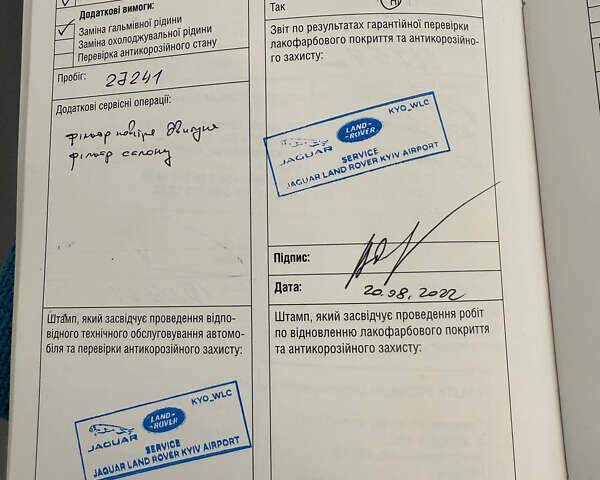 Додаткові вимоги:
Заміна гальмівної рідини
Заміна охолоджувальної рідини
Перевірка антикорозійного стану
Пробіг: 27241
Додаткові сервісні операції:
фільтр повітря двигуна
фільтр салону
Штамп, який засвідчує проведення відпо-
відного технічного обслуговування автомо-
біля та перевірки антикорозійного захисту:
KYO_WLC
JAGUAR
LAND-
ROVER
SERVICE
JAGUAR LAND ROVER KYIV AIRPORT
Так
Звіт по результатах гарантійної перевірки
лакофарбового покриття та антикорозійно-
го захисту:
KYO_WLC
JAGUAR
LAND-
ROVER
SERVICE
JAGUAR LAND ROVER KYIV AIRPORT
Підпис:
Дата: 20.08.2022
Штамп, який засвідчує проведення робіт
по відновленню лакофарбового покриття
та антикорозійного захисту: